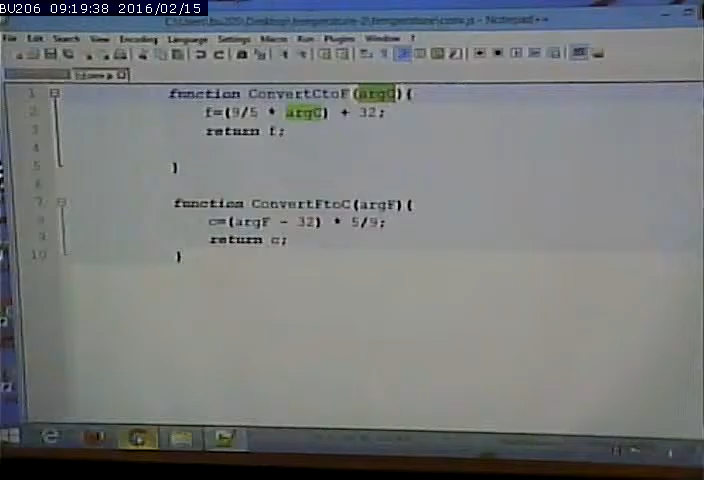 BU206 09:19:38 2016/02/15
File Edit Search View Encoding Language Settings Macro Run Plugins Window ?
1 function ConvertCtoF(argC){
2 f=(9/5 * argC) + 32;
3 return f;
4
5 }
6
7 function ConvertFtoC(argF){
8 c=(argF - 32) * 5/9;
9 return c;
10 }